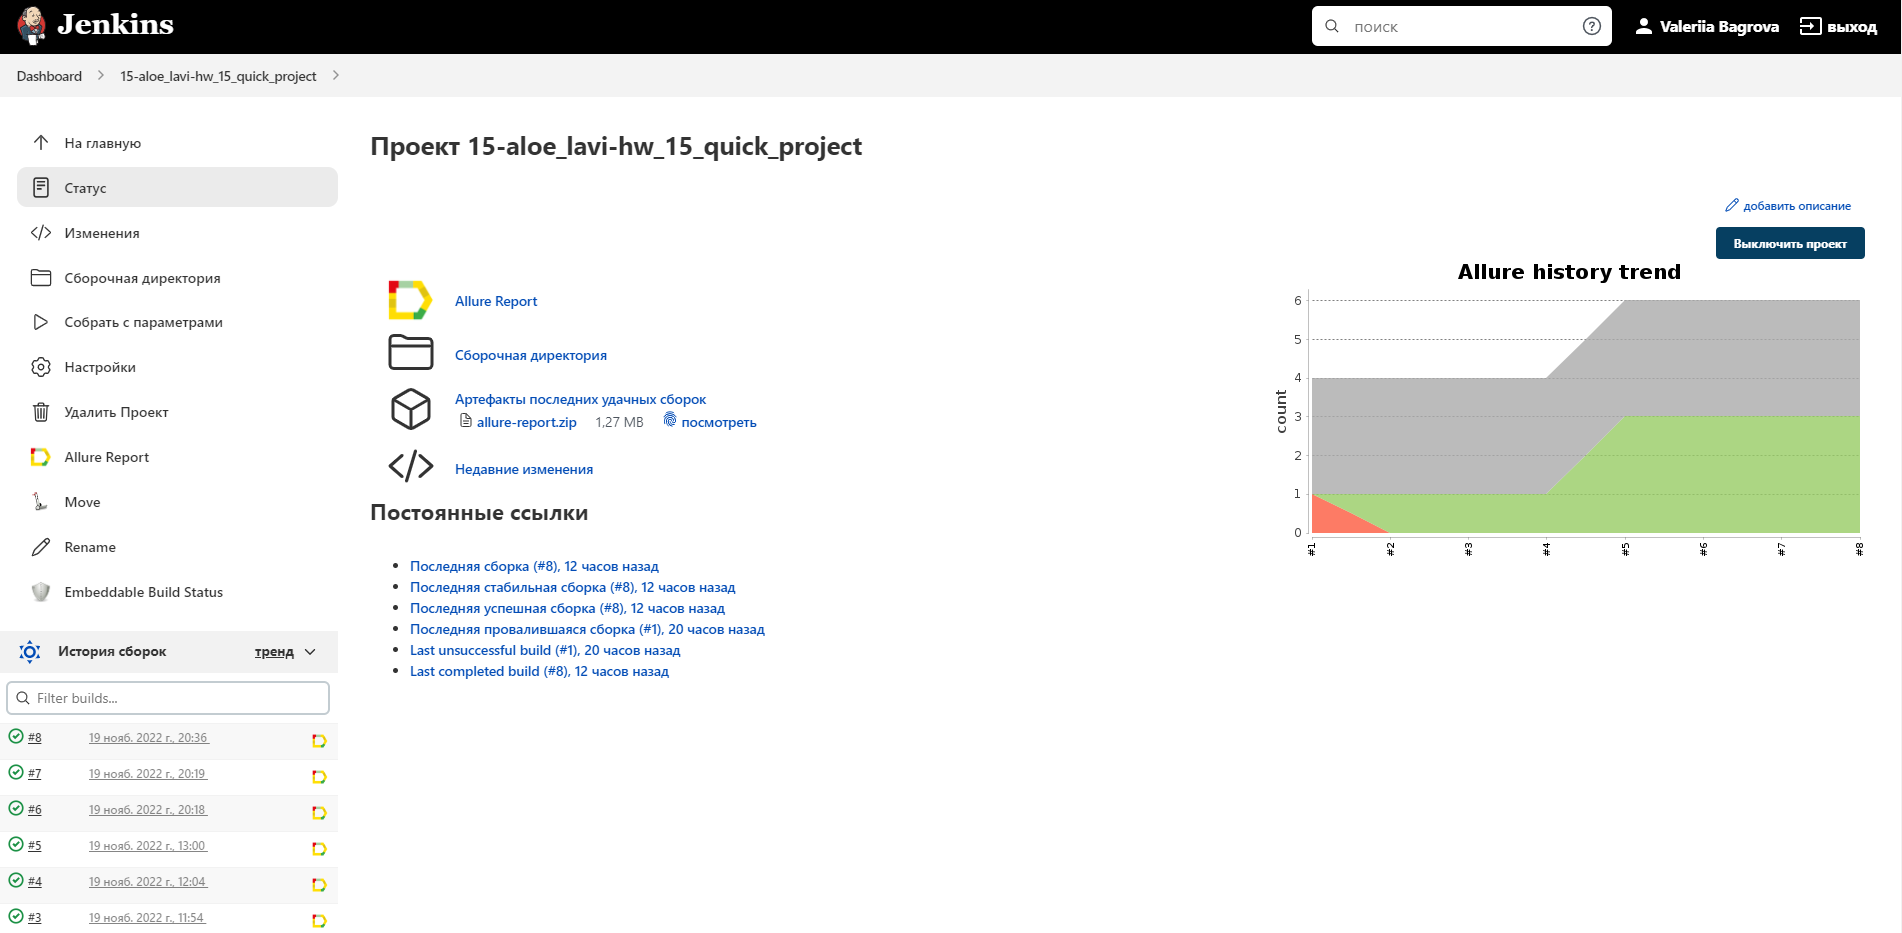 Jenkins
поиск
Valeriia Bagrova
выход
Dashboard
15-aloe_lavi-hw_15_quick_project
На главную
Статус
Изменения
Сборочная директория
Собрать с параметрами
Настройки
Удалить Проект
Allure Report
Move
Rename
Embeddable Build Status
История сборок
тренд
Filter builds...
#8 19 нояб. 2022 г., 20:36
#7 19 нояб. 2022 г., 20:19
#6 19 нояб. 2022 г., 20:18
#5 19 нояб. 2022 г., 13:00
#4 19 нояб. 2022 г., 12:04
#3 19 нояб. 2022 г., 11:54
Проект 15-aloe_lavi-hw_15_quick_project
добавить описание
Выключить проект
Allure Report
Сборочная директория
Артефакты последних удачных сборок
allure-report.zip 1,27 MB посмотреть
Недавние изменения
Постоянные ссылки
Последняя сборка (#8), 12 часов назад
Последняя стабильная сборка (#8), 12 часов назад
Последняя успешная сборка (#8), 12 часов назад
Последняя провалившаяся сборка (#1), 20 часов назад
Last unsuccessful build (#1), 20 часов назад
Last completed build (#8), 12 часов назад
Allure history trend
count
6
5
4
3
2
1
0
#1 #2 #3 #4 #5 #6 #7 #8